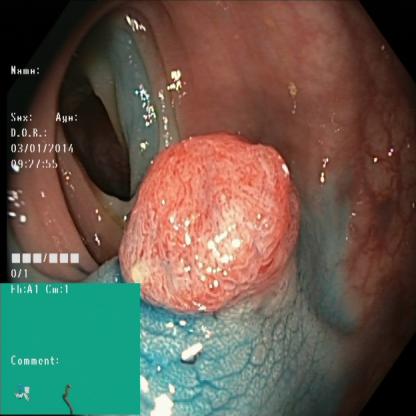 Name:
Sex: Age:
D.O.B.:
03/01/2014
09:27:55
■■■/■■■
0/1
Eh:A1 Cm:1
Comment: